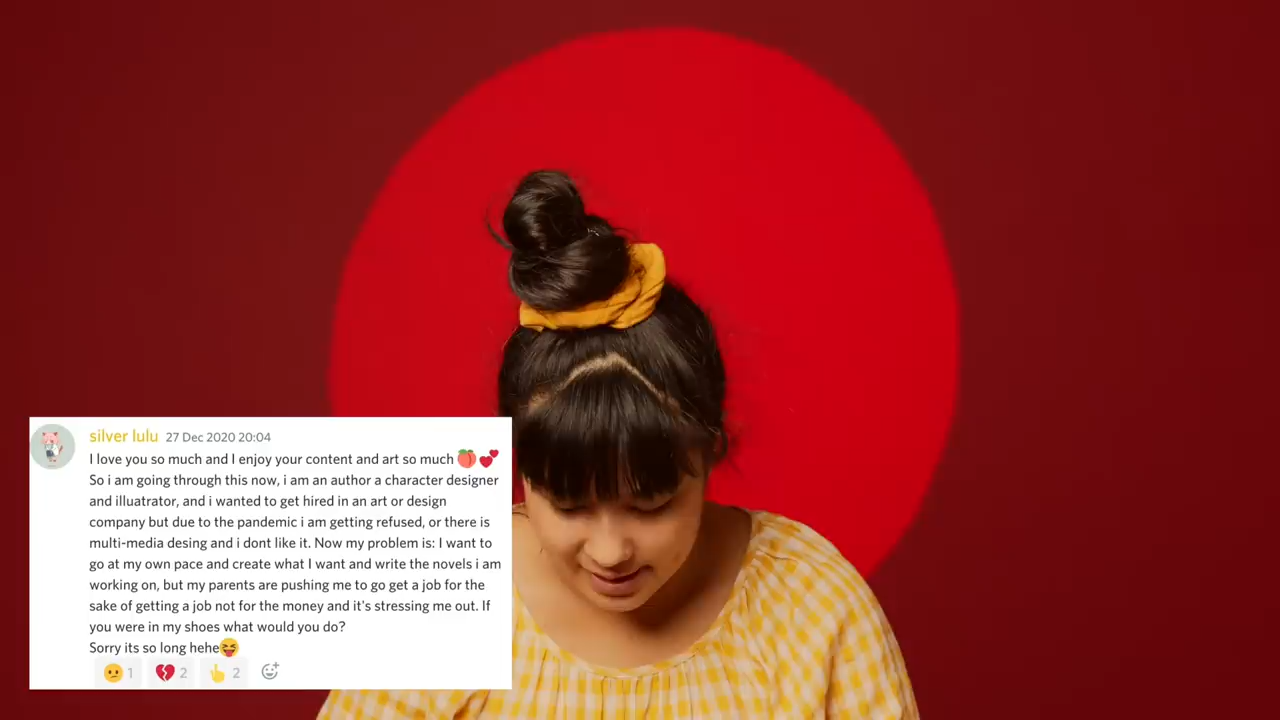 silver lulu 27 Dec 2020 20:04
I love you so much and I enjoy your content and art so much 🍑 💕
So i am going through this now, i am an author a character designer
and illuatrator, and i wanted to get hired in an art or design
company but due to the pandemic i am getting refused, or there is
multi-media desing and i dont like it. Now my problem is: I want to
go at my own pace and create what I want and write the novels i am
working on, but my parents are pushing me to go get a job for the
sake of getting a job not for the money and it's stressing me out. If
you were in my shoes what would you do?
Sorry its so long hehe😝
😕 1 💔 2 👆 2